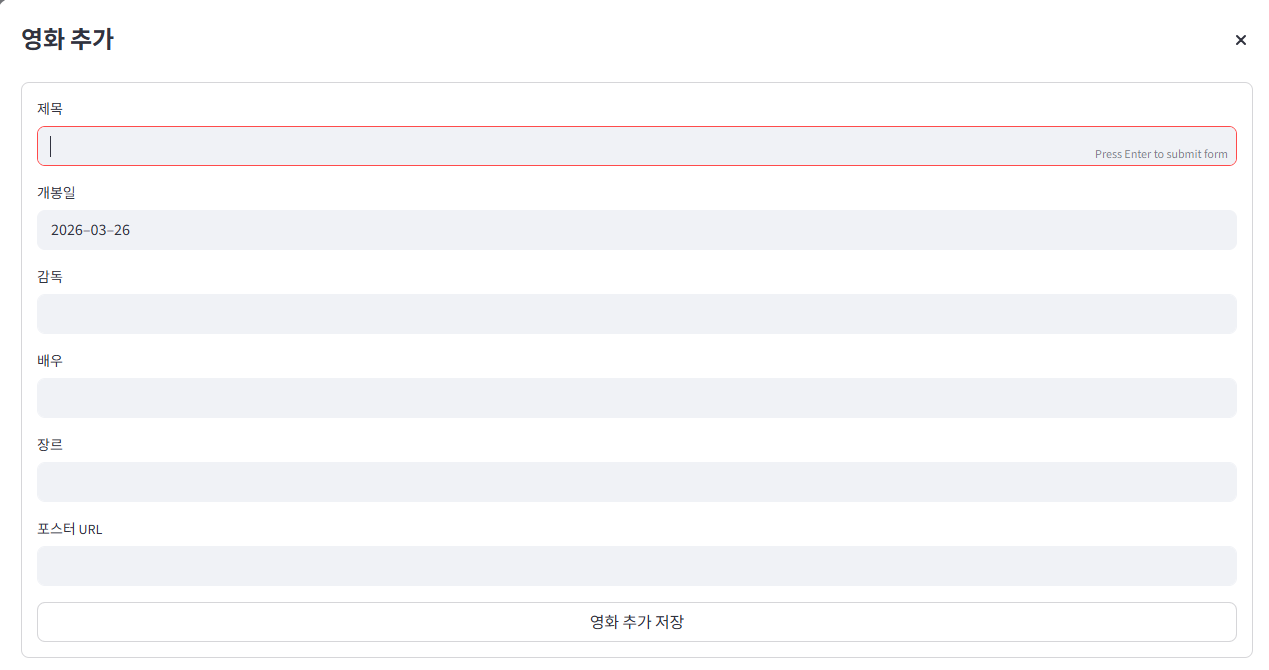 영화 추가
×
제목
Press Enter to submit form
개봉일
2026–03–26
감독
배우
장르
포스터 URL
영화 추가 저장